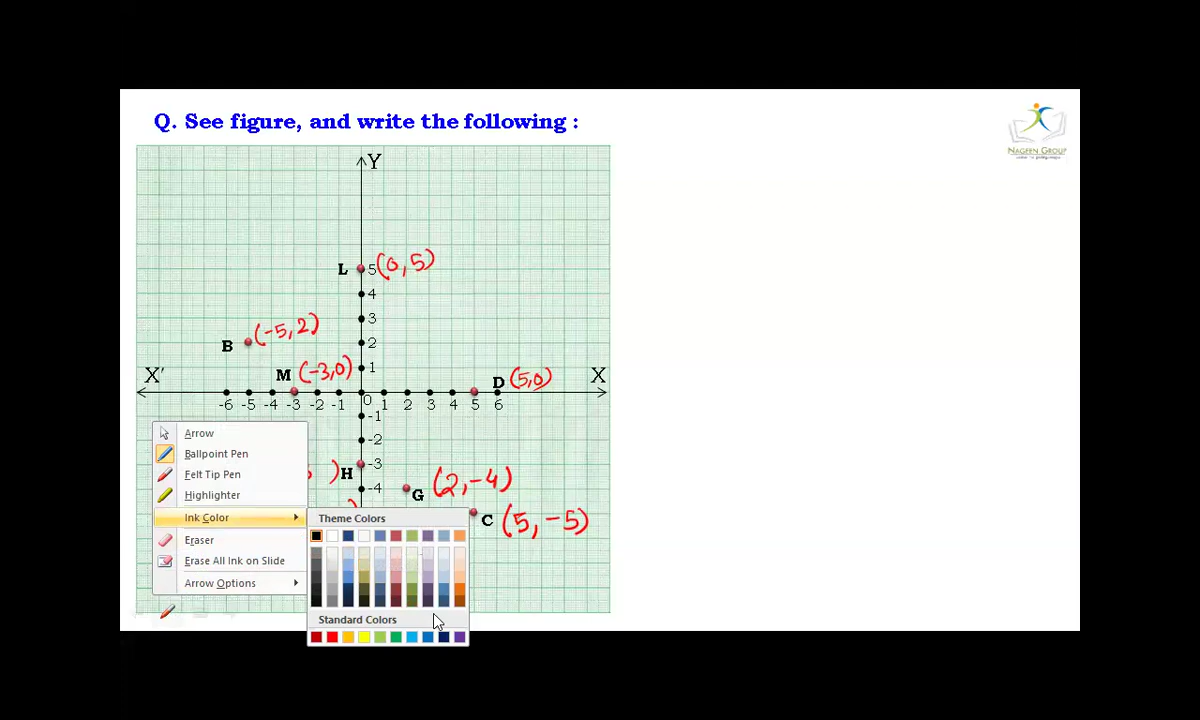 Q. See figure, and write the following :
NAGEEN GROUP
Y
L 5 (0, 5)
4
3
(-5, 2)
B 2
M (-3,0) 1
X' D (5,0) X
-6 -5 -4 -3 -2 -1 0 1 2 3 4 5 6
-1
-2
) H -3
-4 G (2, -4)
C (5, -5)
Arrow
Ballpoint Pen
Felt Tip Pen
Highlighter
Ink Color
Eraser
Erase All Ink on Slide
Arrow Options
Theme Colors
Standard Colors